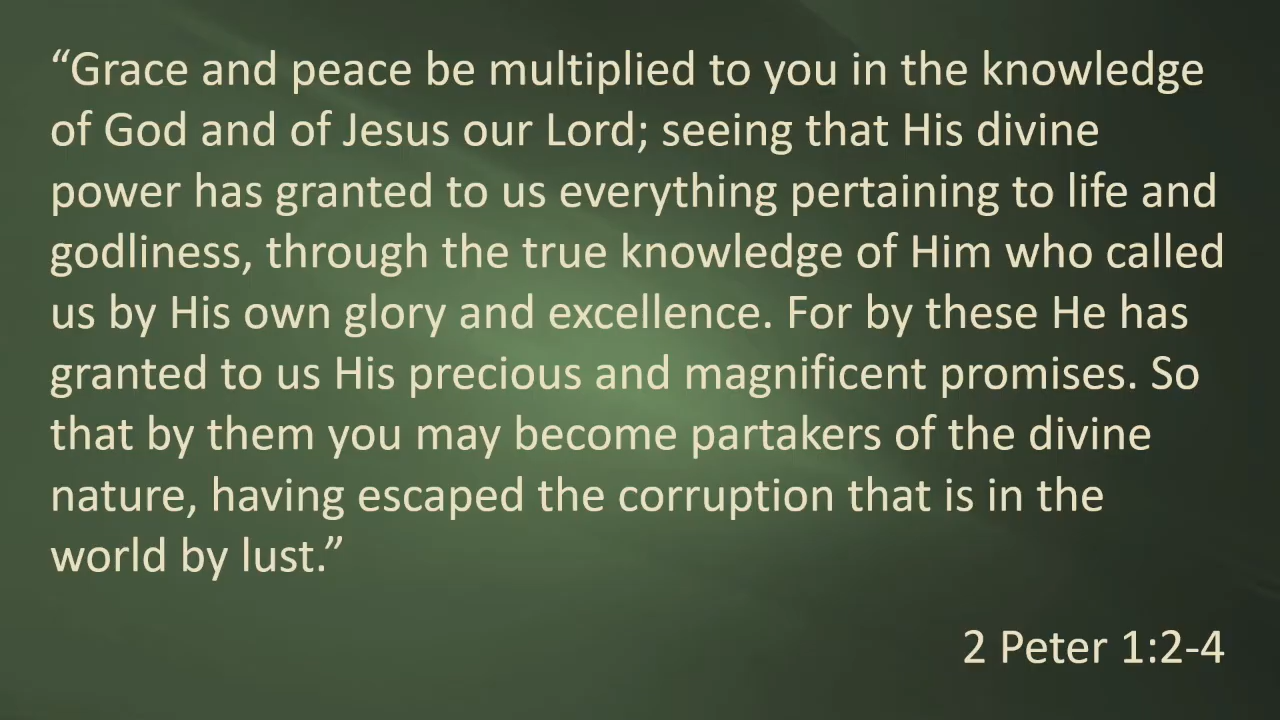 “Grace and peace be multiplied to you in the knowledge
of God and of Jesus our Lord; seeing that His divine
power has granted to us everything pertaining to life and
godliness, through the true knowledge of Him who called
us by His own glory and excellence. For by these He has
granted to us His precious and magnificent promises. So
that by them you may become partakers of the divine
nature, having escaped the corruption that is in the
world by lust.”
2 Peter 1:2-4